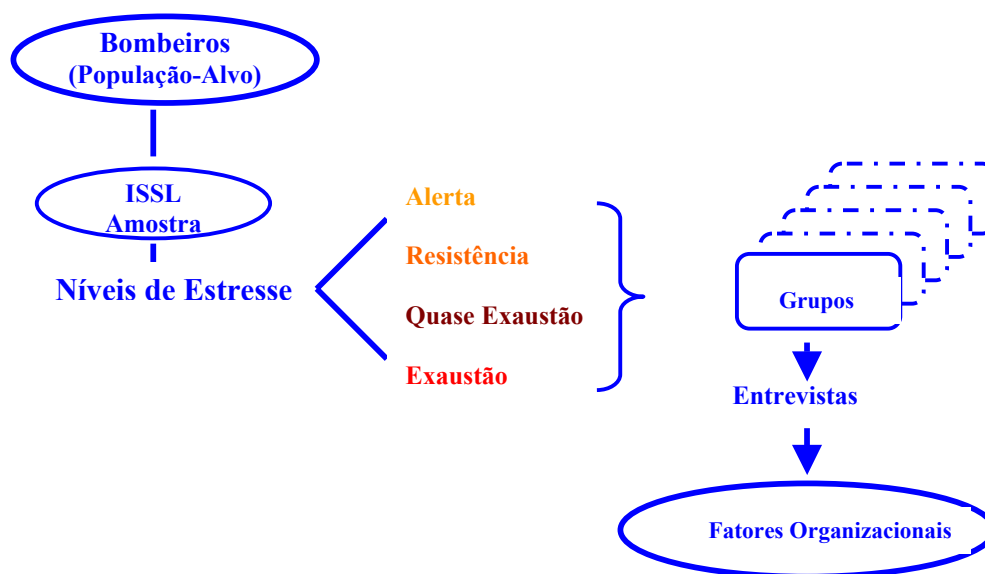 Bombeiros
(População-Alvo)
ISSL
Amostra
Níveis de Estresse
Alerta
Resistência
Quase Exaustão
Exaustão
Grupos
Entrevistas
Fatores Organizacionais